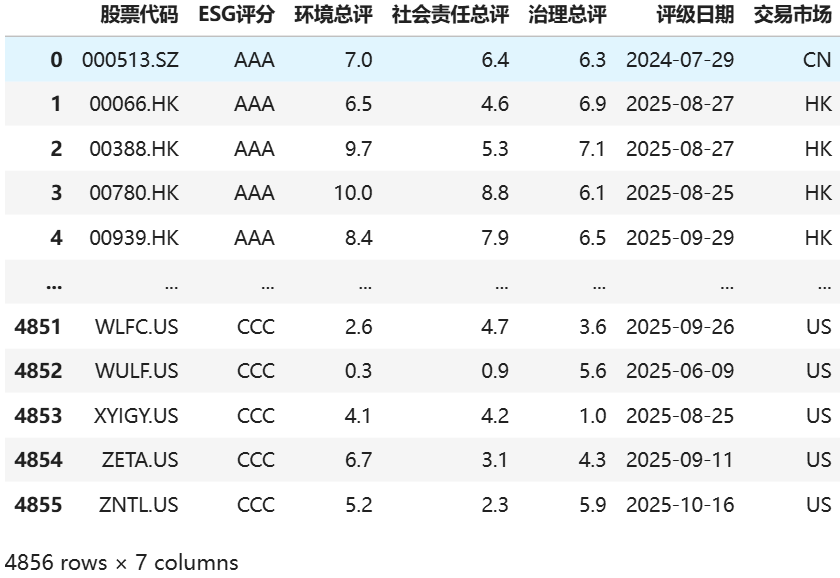 股票代码 ESG评分 环境总评 社会责任总评 治理总评 评级日期 交易市场
0 000513.SZ AAA 7.0 6.4 6.3 2024-07-29 CN
1 00066.HK AAA 6.5 4.6 6.9 2025-08-27 HK
2 00388.HK AAA 9.7 5.3 7.1 2025-08-27 HK
3 00780.HK AAA 10.0 8.8 6.1 2025-08-25 HK
4 00939.HK AAA 8.4 7.9 6.5 2025-09-29 HK
... ... ... ... ... ... ... ...
4851 WLFC.US CCC 2.6 4.7 3.6 2025-09-26 US
4852 WULF.US CCC 0.3 0.9 5.6 2025-06-09 US
4853 XYIGY.US CCC 4.1 4.2 1.0 2025-08-25 US
4854 ZETA.US CCC 6.7 3.1 4.3 2025-09-11 US
4855 ZNTL.US CCC 5.2 2.3 5.9 2025-10-16 US
4856 rows × 7 columns